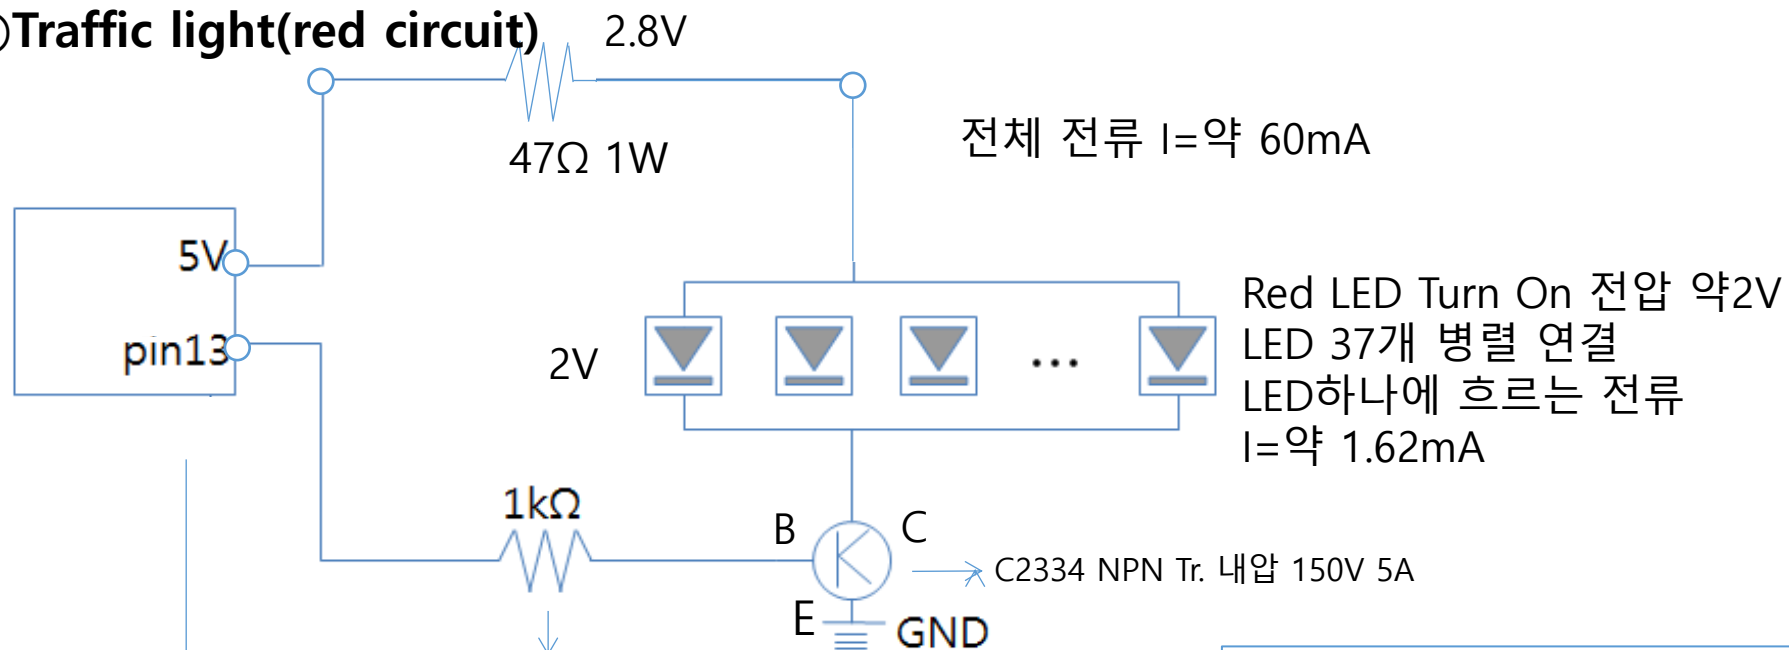 Traffic light(red circuit)
2.8V
47Ω 1W
전체 전류 I=약 60mA
5V
pin13
2V
...
Red LED Turn On 전압 약2V
LED 37개 병렬 연결
LED하나에 흐르는 전류
I=약 1.62mA
1kΩ
B
C
C2334 NPN Tr. 내압 150V 5A
E
GND